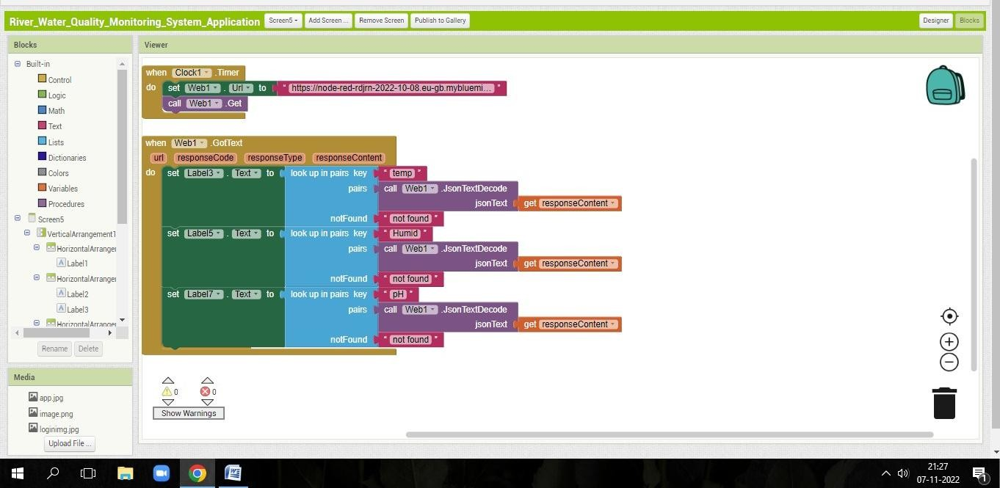 River_Water_Quality_Monitoring_System_Application Screen5 Add Screen ... Remove Screen Publish to Gallery Designer Blocks
Blocks
Built-in
Control
Logic
Math
Text
Lists
Dictionaries
Colors
Variables
Procedures
Screen5
VerticalArrangement1
HorizontalArranger
Label1
HorizontalArranger
Label2
Label3
HorizontalArranger
Rename Delete
Media
app.jpg
image.png
loginimg.jpg
Upload File ...
Viewer
when Clock1 .Timer
do set Web1 . Url to " https://node-red-rdjrn-2022-10-08.eu-gb.mybluemi... "
call Web1 .Get
when Web1 .GotText
url responseCode responseType responseContent
do set Label3 . Text to look up in pairs key " temp "
pairs call Web1 .JsonTextDecode
jsonText get responseContent
notFound " not found "
set Label5 . Text to look up in pairs key " Humid "
pairs call Web1 .JsonTextDecode
jsonText get responseContent
notFound " not found "
set Label7 . Text to look up in pairs key " pH "
pairs call Web1 .JsonTextDecode
jsonText get responseContent
notFound " not found "
0 0
Show Warnings
21:27
07-11-2022
1